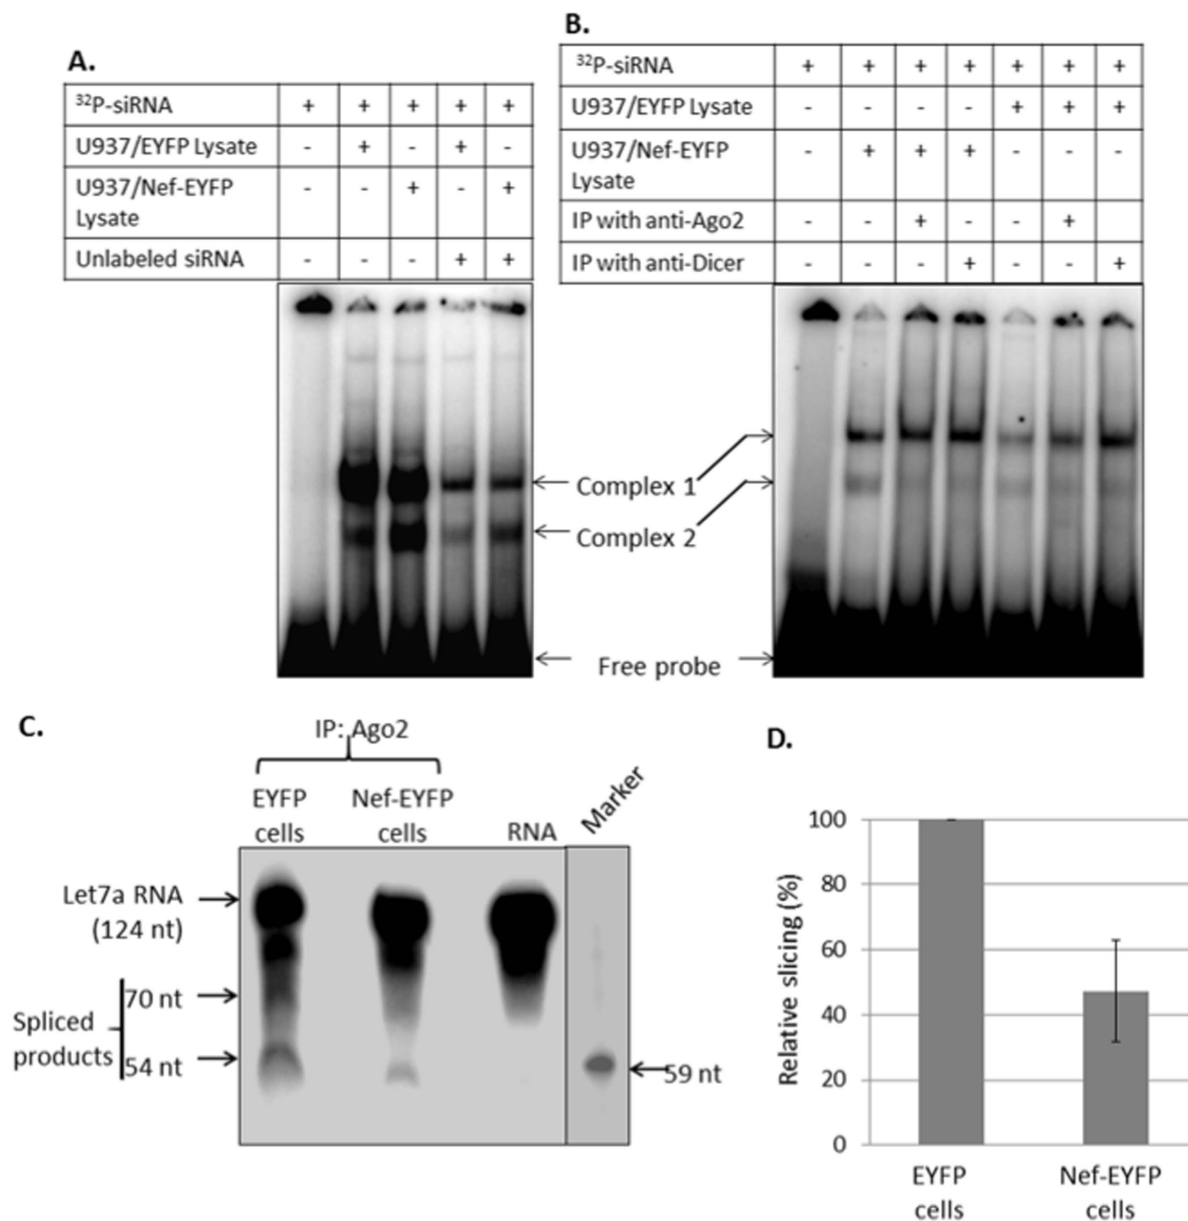 A.
32P-siRNA + + + + +
U937/EYFP Lysate - + - + -
U937/Nef-EYFP - - + - +
Lysate
Unlabeled siRNA - - - + +
B.
32P-siRNA + + + + + + +
U937/EYFP Lysate - - - - + + +
U937/Nef-EYFP - + + + - - -
Lysate
IP with anti-Ago2 - - + - - +
IP with anti-Dicer - - - + - - +
Complex 1
Complex 2
Free probe
C.
IP: Ago2
EYFP
cells
Nef-EYFP
cells
RNA
Marker
Let7a RNA
(124 nt)
Spliced
products
70 nt
54 nt
59 nt
D.
Relative slicing (%)
100
80
60
40
20
0
EYFP
cells
Nef-EYFP
cells